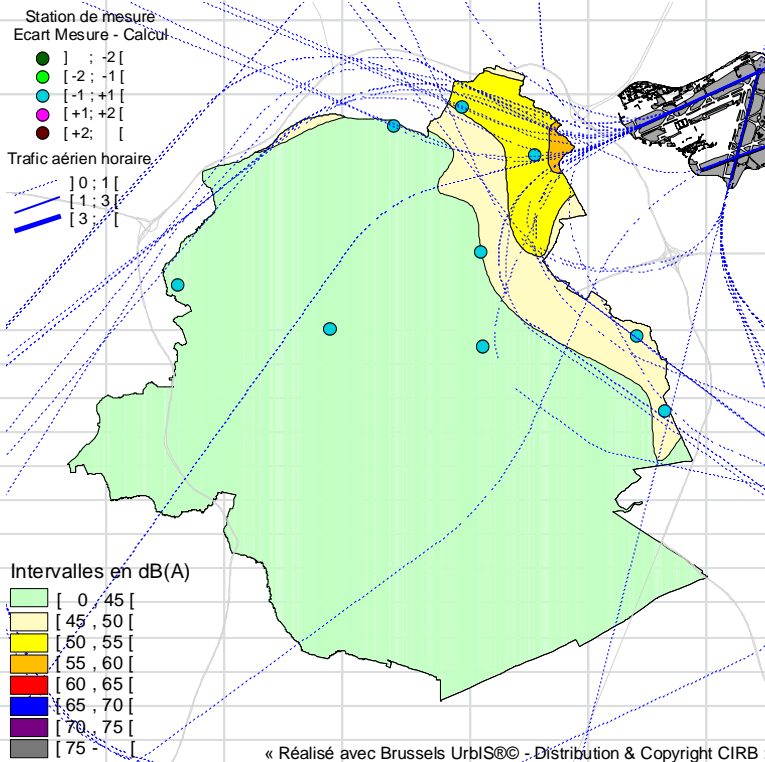 Station de mesure
Ecart Mesure - Calcul
] ; -2 [
[ -2 ; -1 [
[ -1 ; +1 [
[ +1; +2 [
[ +2; [
Trafic aérien horaire
] 0 ; 1 [
[ 1 ; 3 [
[ 3 ; [
Intervalles en dB(A)
[ 0 , 45 [
[ 45 , 50 [
[ 50 , 55 [
[ 55 , 60 [
[ 60 , 65 [
[ 65 , 70 [
[ 70 , 75 [
[ 75 - [
« Réalisé avec Brussels UrbIS®© - Distribution & Copyright CIRB